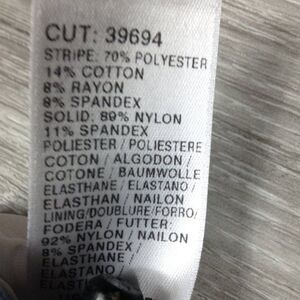 CUT: 39694
STRIPE: 70% POLYESTER
14% COTTON
8% RAYON
8% SPANDEX
SOLID: 89% NYLON
11% SPANDEX
POLIESTER / POLIESTERE
COTON / ALGODON /
COTONE / BAUMWOLLE
ELASTHANE / ELASTANO /
ELASTHAN / NAILON
LINING/DOUBLURE/FORRO/
FODERA / FUTTER:
92% NYLON / NAILON
8% SPANDEX
ELASTANO /